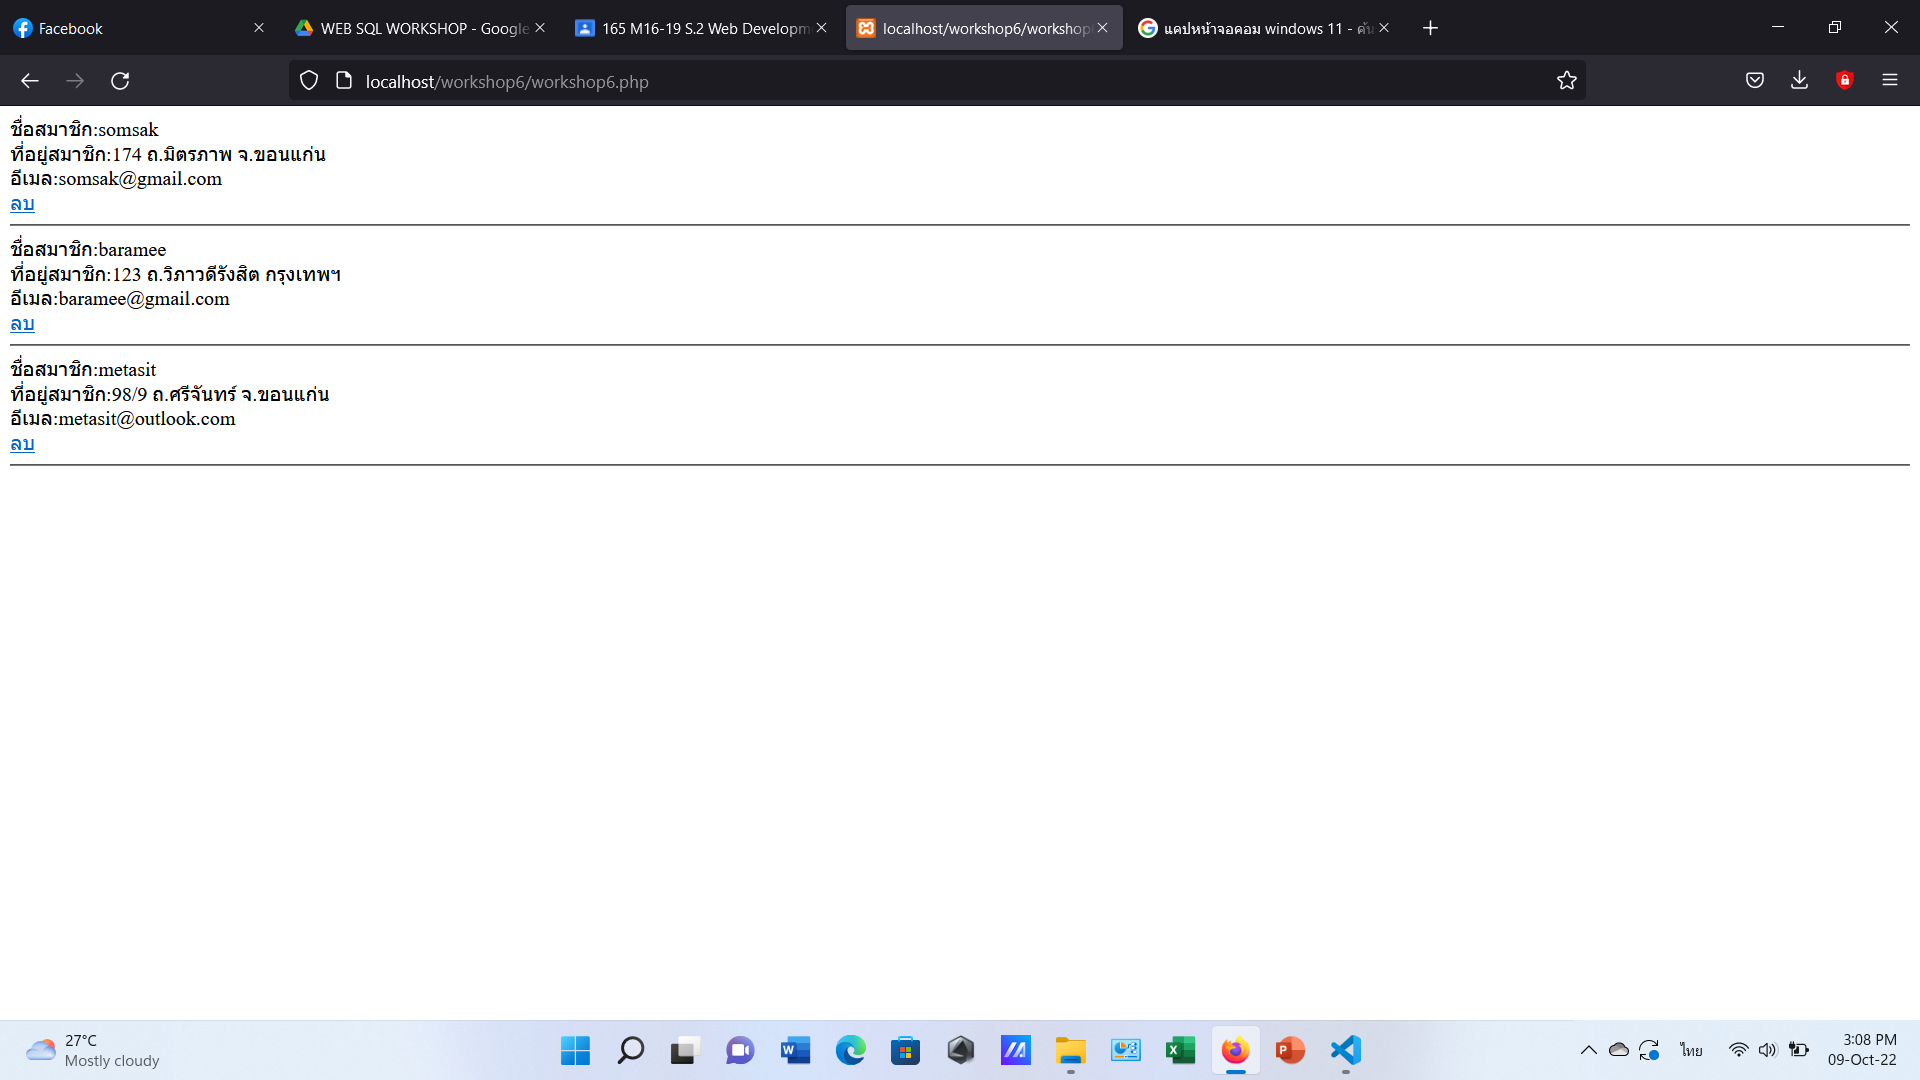 Facebook
WEB SQL WORKSHOP - Google
165 M16-19 S.2 Web Developm
localhost/workshop6/workshop
แคปหน้าจอคอม windows 11 - ค้น
localhost/workshop6/workshop6.php
ชื่อสมาชิก:somsak
ที่อยู่สมาชิก:174 ถ.มิตรภาพ จ.ขอนแก่น
อีเมล:somsak@gmail.com
ลบ
ชื่อสมาชิก:baramee
ที่อยู่สมาชิก:123 ถ.วิภาวดีรังสิต กรุงเทพฯ
อีเมล:baramee@gmail.com
ลบ
ชื่อสมาชิก:metasit
ที่อยู่สมาชิก:98/9 ถ.ศรีจันทร์ จ.ขอนแก่น
อีเมล:metasit@outlook.com
ลบ
27°C
Mostly cloudy
ไทย
3:08 PM
09-Oct-22